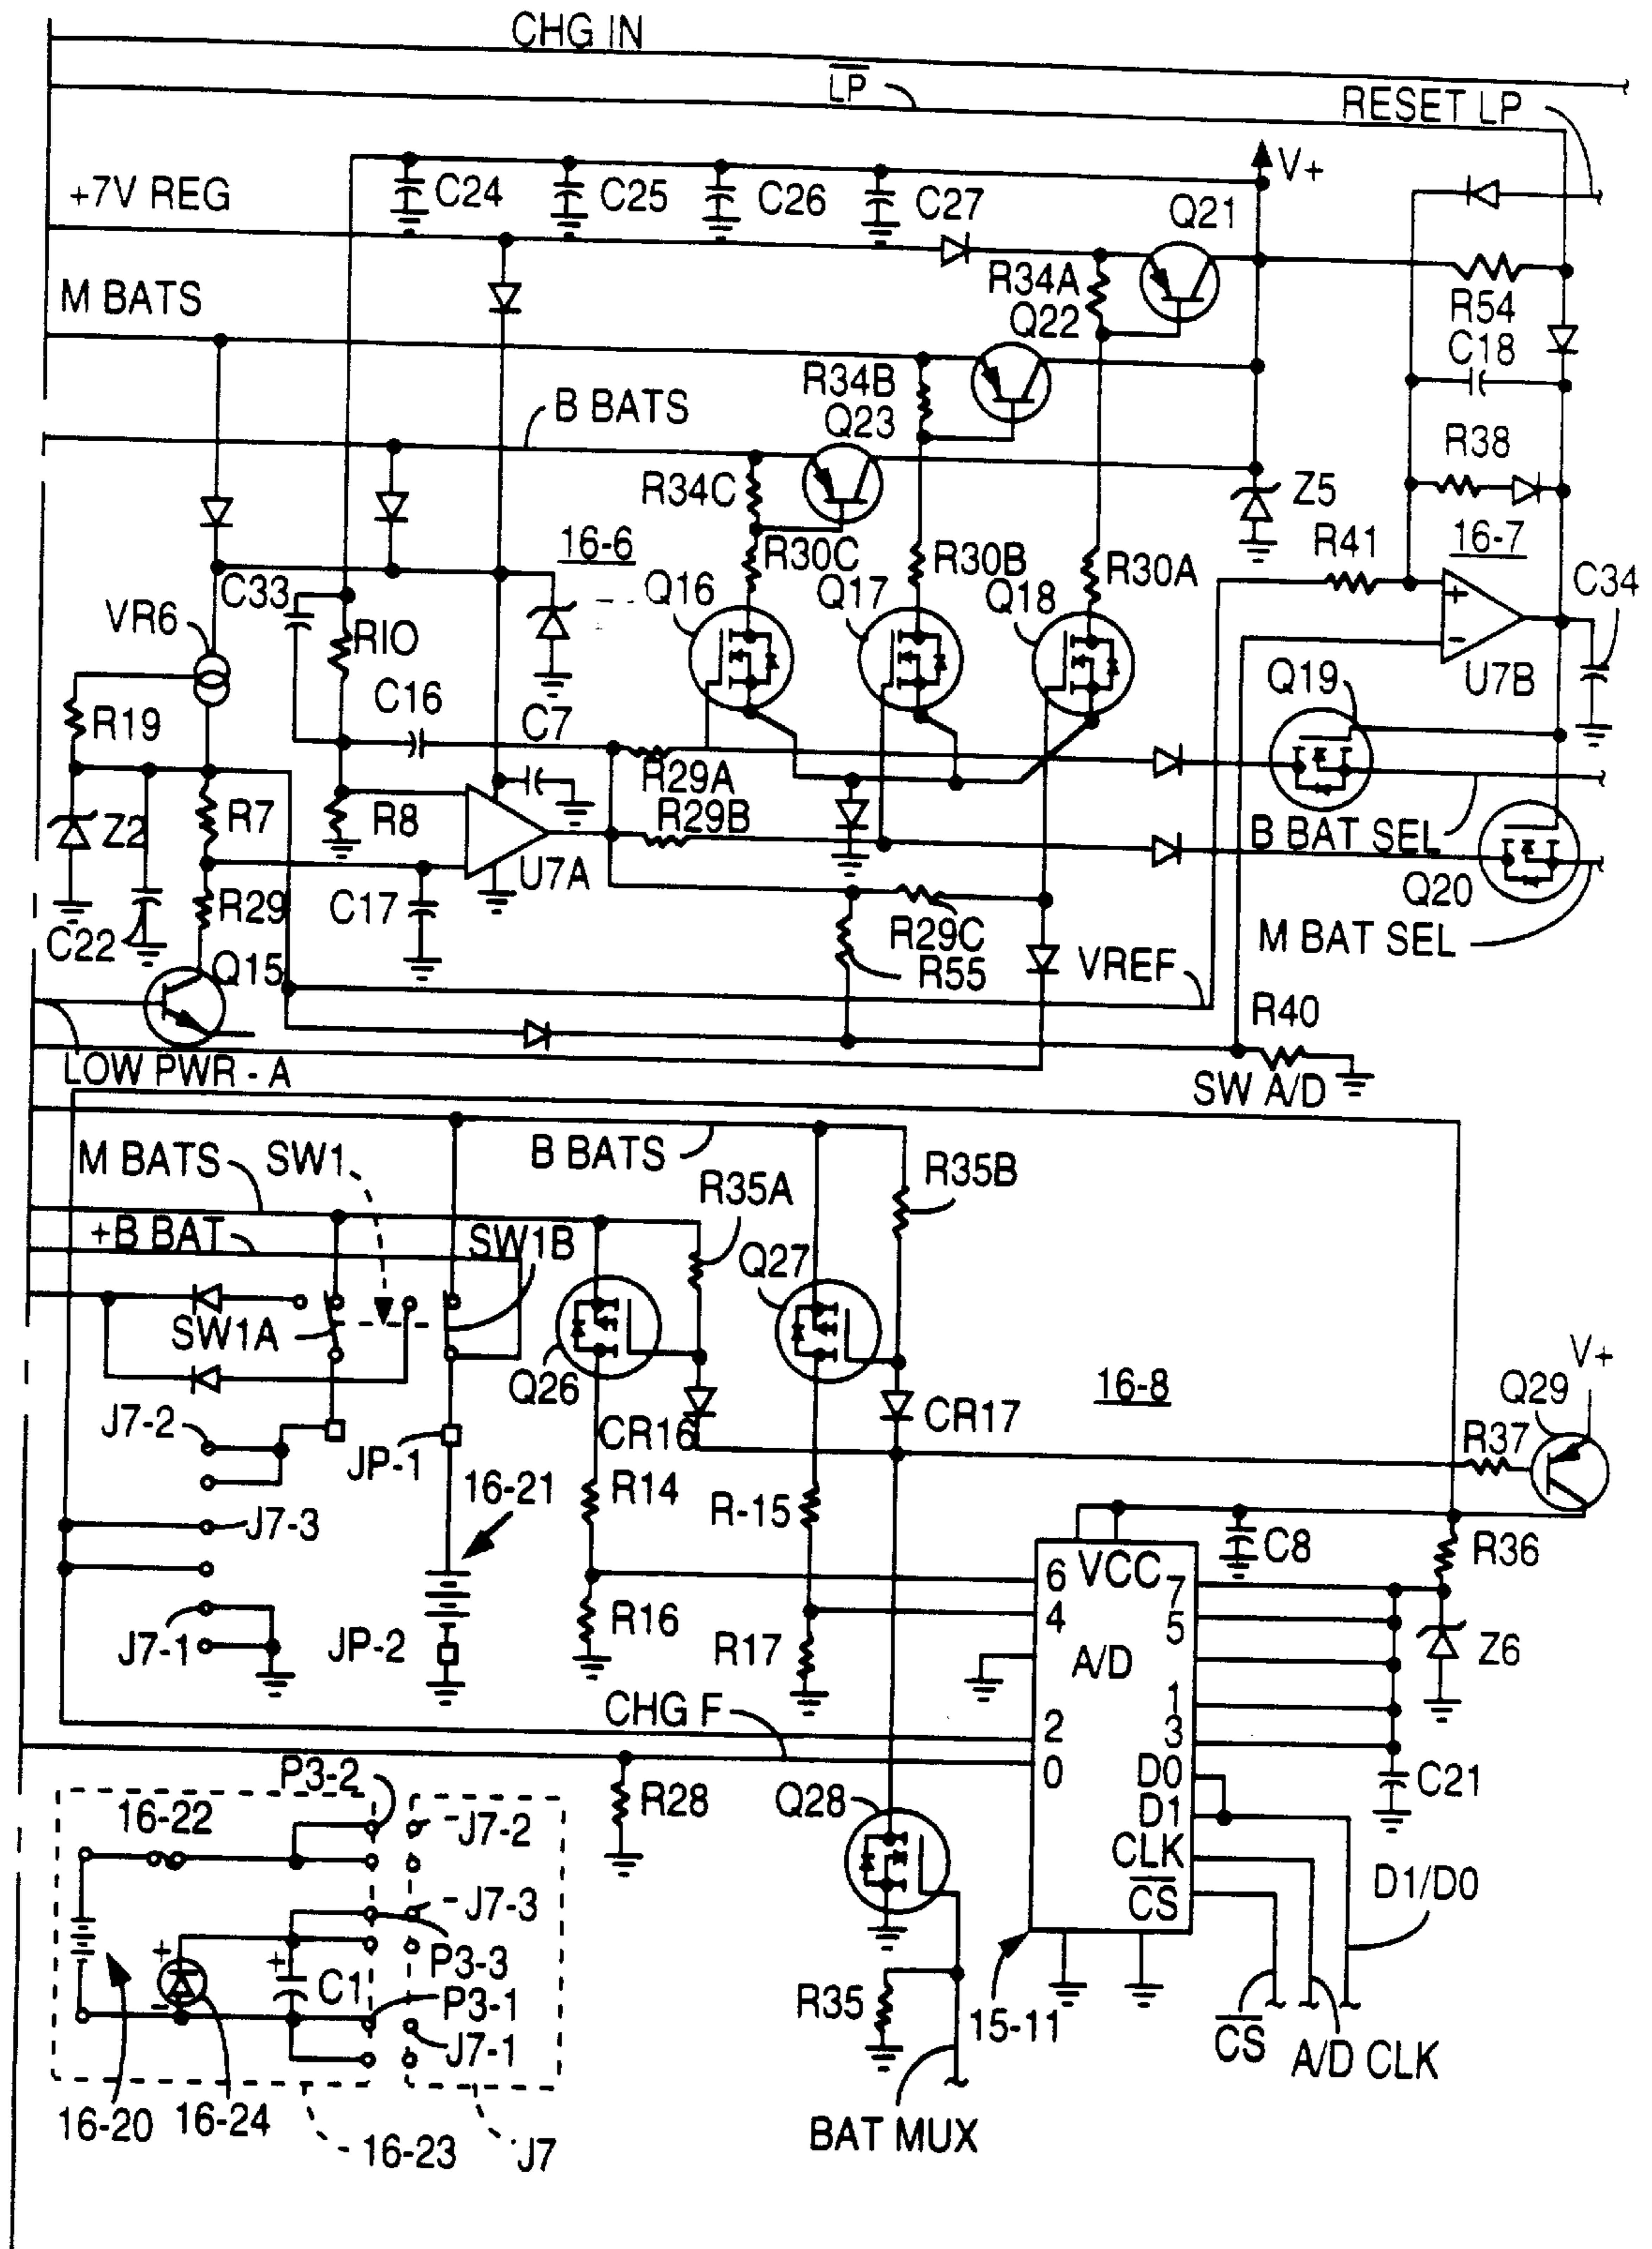 CHG IN
LP
RESET LP
V+
+7V REG
C24
C25
C26
C27
Q21
M BATS
R34A
Q22
R54
C18
R34B
Q23
B BATS
R38
R34C
Z5
16-6
R30C
R30B
R30A
R41
16-7
C33
Q16
Q17
Q18
C34
VR6
R10
+
-
U7B
Q19
C16
C7
R19
R29A
Z2
R7
R8
R29B
B BAT SEL
U7A
Q20
R29
C17
C22
R29C
M BAT SEL
Q15
R55
VREF
R40
LOW PWR - A
SW A/D
M BATS
SW1
B BATS
R35A
R35B
+B BAT
SW1B
Q27
SW1A
V+
Q26
16-8
Q29
J7-2
CR16
CR17
R37
JP-1
16-21
R14
R-15
J7-3
C8
R36
6 VCC 7
4
5
R16
J7-1
JP-2
R17
A/D
Z6
1
CHG F
2
3
P3-2
0
D0
C21
16-22
R28
Q28
D1
J7-2
CLK
D1/D0
CS
J7-3
+
+
P3-3
C1
P3-1
R35
15-11
-
J7-1
CS
A/D CLK
16-20
16-24
BAT MUX
16-23
J7